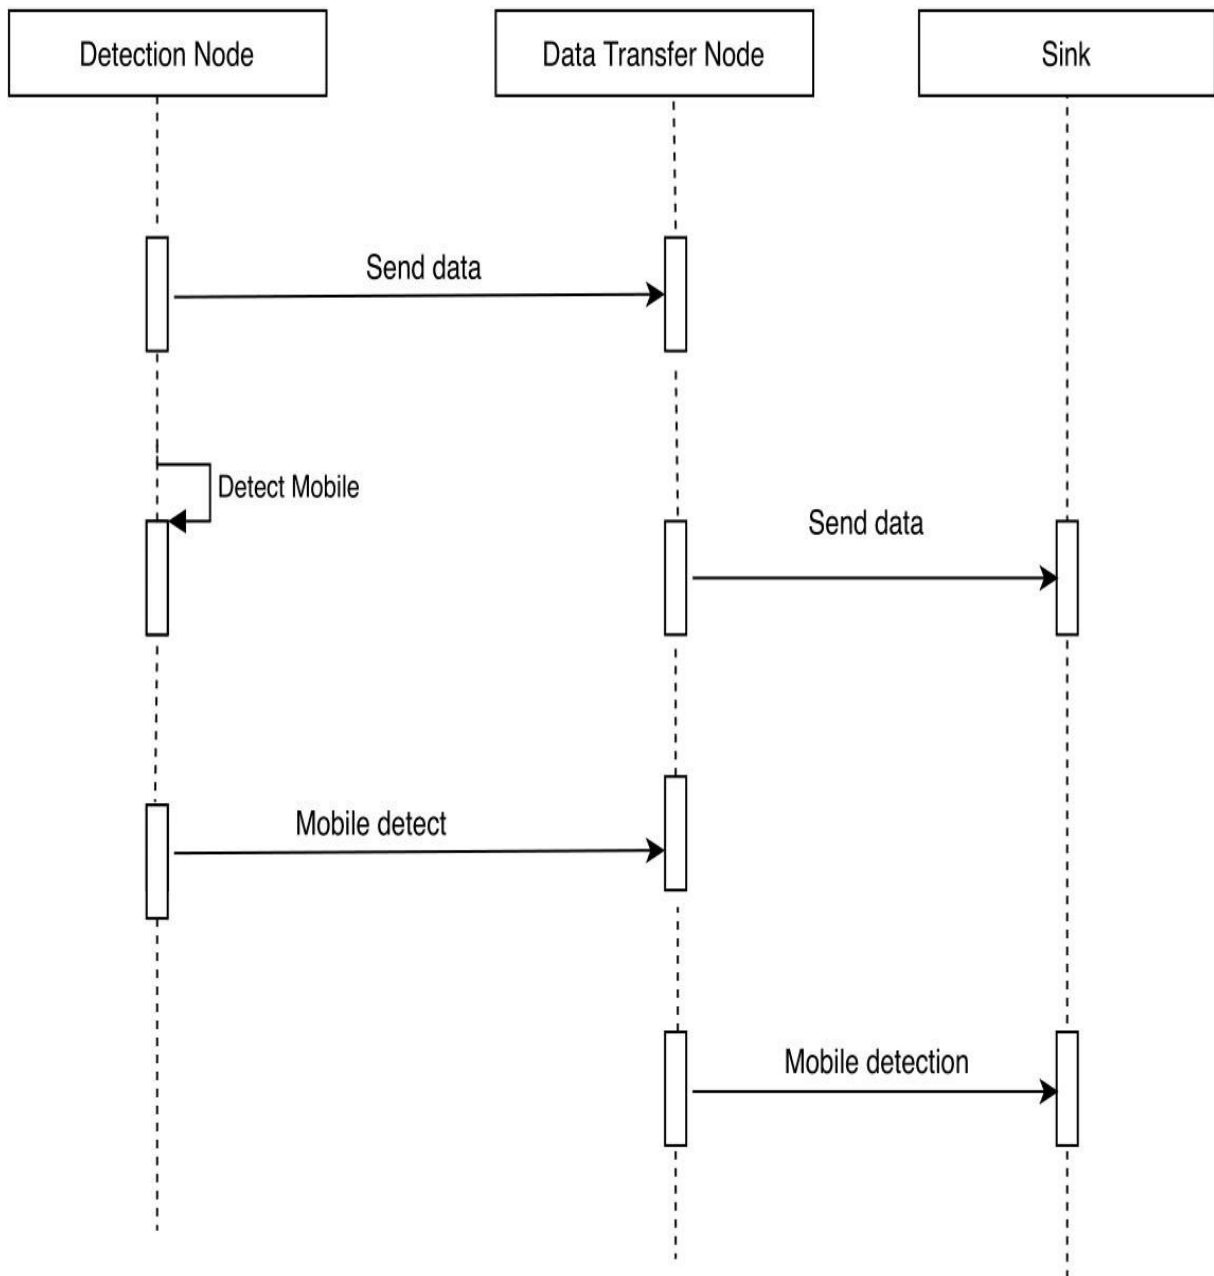 Detection Node
Data Transfer Node
Sink
Send data
Detect Mobile
Send data
Mobile detect
Mobile detection